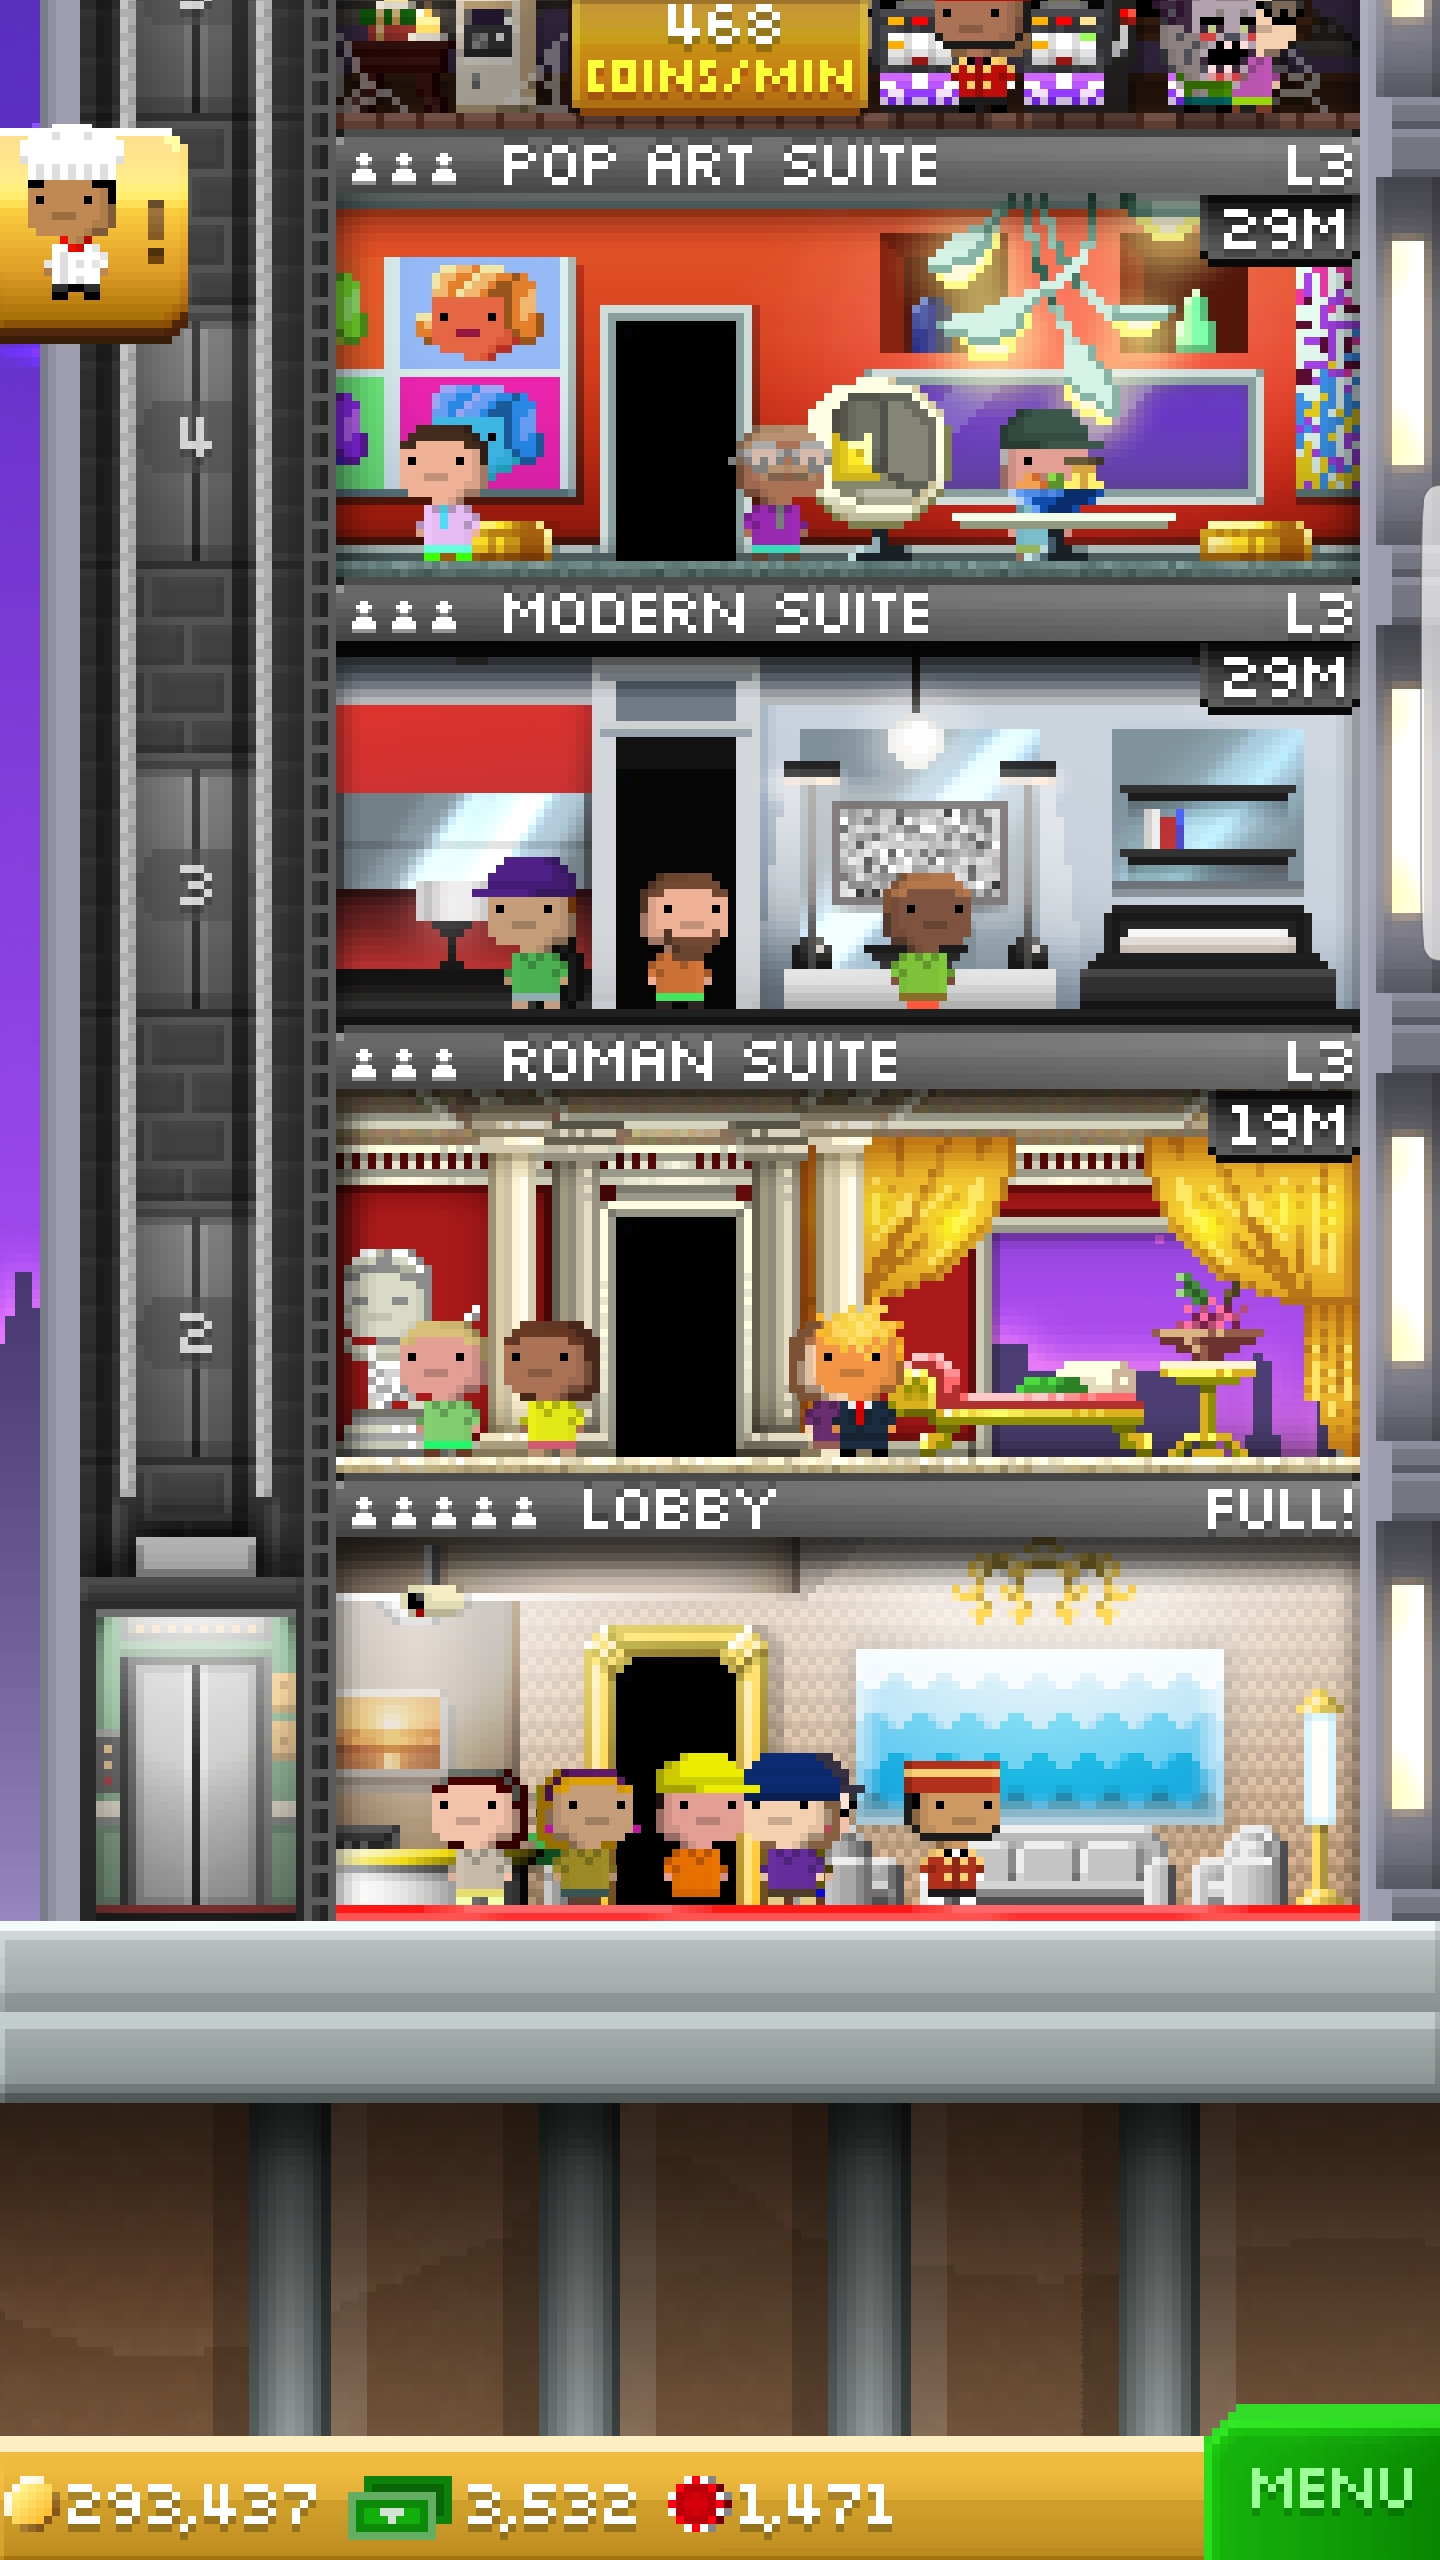 468
COINS/MIN
POP ART SUITE L3
29M
!
4
MODERN SUITE L3
29M
3
ROMAN SUITE L3
19M
2
LOBBY FULL!
293,437 3,532 1,471 MENU